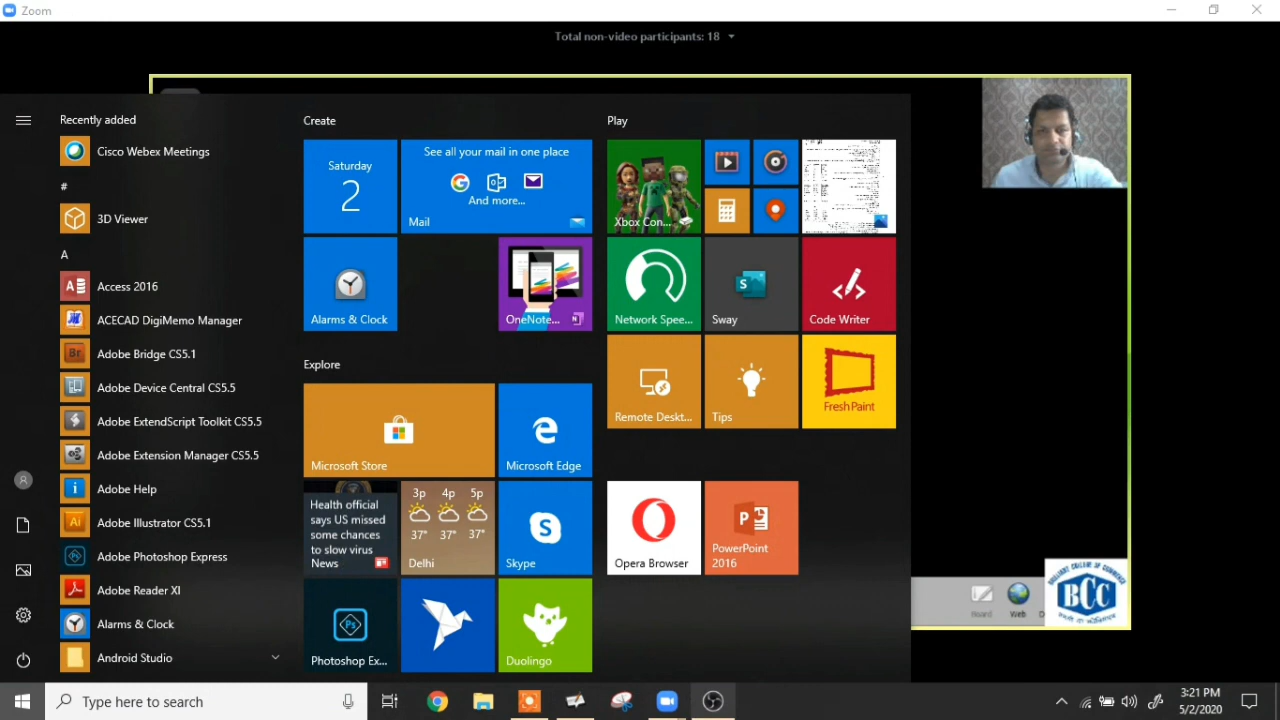 Zoom
Total non-video participants: 18
Recently added
Cisco Webex Meetings
#
3D Viewer
A
Access 2016
ACECAD DigiMemo Manager
Adobe Bridge CS5.1
Adobe Device Central CS5.5
Adobe ExtendScript Toolkit CS5.5
Adobe Extension Manager CS5.5
Adobe Help
Adobe Illustrator CS5.1
Adobe Photoshop Express
Adobe Reader XI
Alarms & Clock
Android Studio
Create
Saturday
2
See all your mail in one place
And more...
Mail
Alarms & Clock
OneNote...
Explore
Microsoft Store
Microsoft Edge
Health official
says US missed
some chances
to slow virus
News
3p 4p 5p
37° 37° 37°
Delhi
Skype
Ps
Photoshop Ex...
Duolingo
Play
Xbox Con...
Network Spee...
Sway
Code Writer
Remote Deskt...
Tips
Fresh Paint
Opera Browser
PowerPoint
2016
Board Web
BCC
Type here to search
3:21 PM
5/2/2020